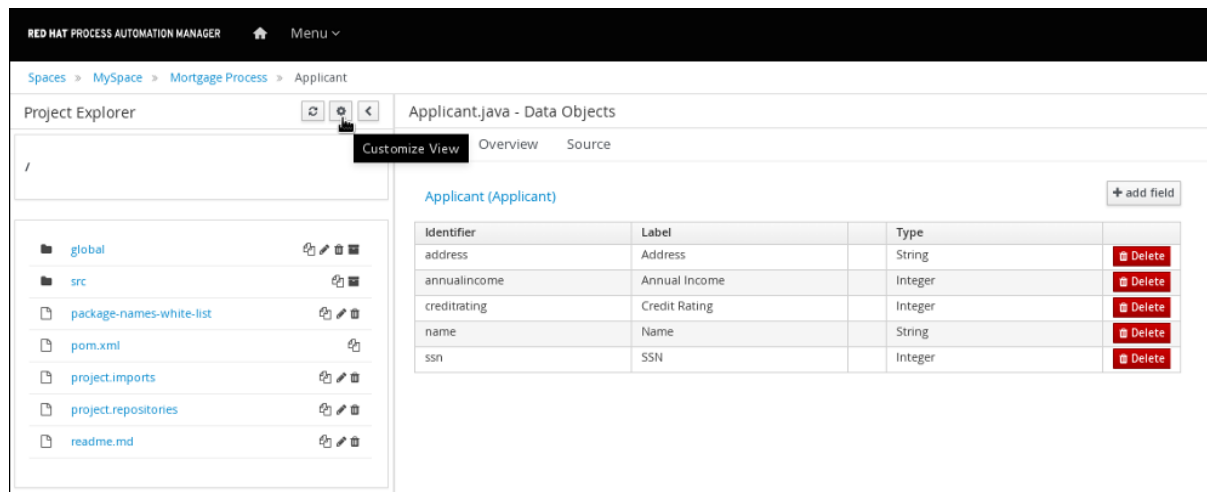 RED HAT PROCESS AUTOMATION MANAGER Menu
Spaces » MySpace » Mortgage Process » Applicant
Project Explorer
Applicant.java - Data Objects
Customize View
Overview Source
/
Applicant (Applicant)
+ add field
Identifier Label Type
address Address String Delete
annualincome Annual Income Integer Delete
creditrating Credit Rating Integer Delete
name Name String Delete
ssn SSN Integer Delete
global
src
package-names-white-list
pom.xml
project.imports
project.repositories
readme.md